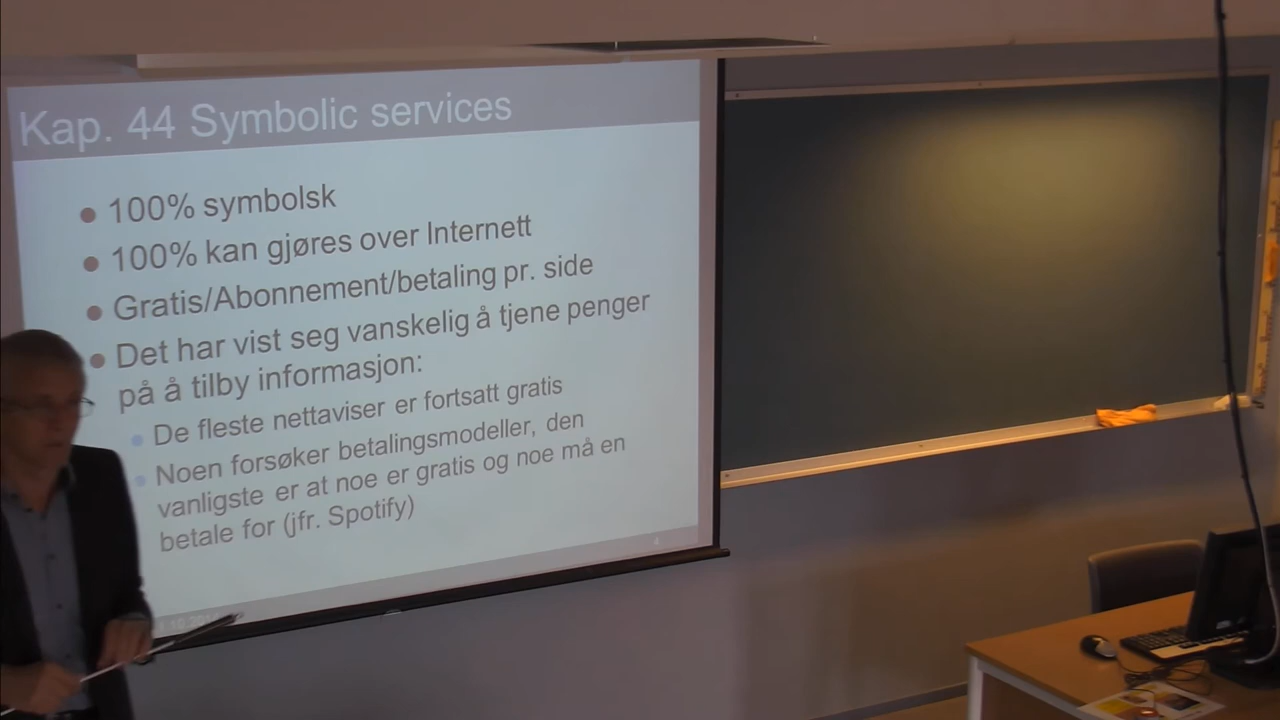 Kap. 44 Symbolic services
100% symbolsk
100% kan gjøres over Internett
Gratis/Abonnement/betaling pr. side
Det har vist seg vanskelig å tjene penger
på å tilby informasjon:
De fleste nettaviser er fortsatt gratis
Noen forsøker betalingsmodeller, den
vanligste er at noe er gratis og noe må en
betale for (jfr. Spotify)
4